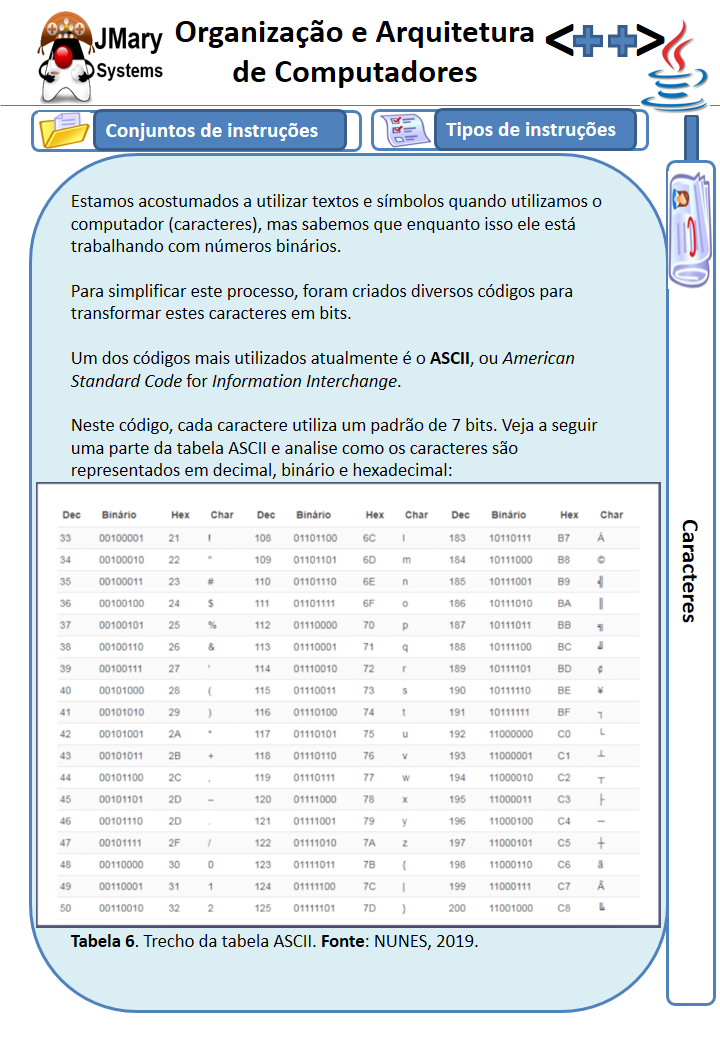 JMary
Systems
Organização e Arquitetura
de Computadores
<++>
Conjuntos de instruções
Tipos de instruções
Estamos acostumados a utilizar textos e símbolos quando utilizamos o
computador (caracteres), mas sabemos que enquanto isso ele está
trabalhando com números binários.
Para simplificar este processo, foram criados diversos códigos para
transformar estes caracteres em bits.
Um dos códigos mais utilizados atualmente é o ASCII, ou American
Standard Code for Information Interchange.
Neste código, cada caractere utiliza um padrão de 7 bits. Veja a seguir
uma parte da tabela ASCII e analise como os caracteres são
representados em decimal, binário e hexadecimal:
Dec Binário Hex Char Dec Binário Hex Char Dec Binário Hex Char
33 00100001 21 ! 108 01101100 6C l 183 10110111 B7 À
34 00100010 22 " 109 01101101 6D m 184 10111000 B8 ©
35 00100011 23 # 110 01101110 6E n 185 10111001 B9 ╣
36 00100100 24 $ 111 01101111 6F o 186 10111010 BA ║
37 00100101 25 % 112 01110000 70 p 187 10111011 BB ╗
38 00100110 26 & 113 01110001 71 q 188 10111100 BC ╝
39 00100111 27 ' 114 01110010 72 r 189 10111101 BD ¢
40 00101000 28 ( 115 01110011 73 s 190 10111110 BE ¥
41 00101010 29 ) 116 01110100 74 t 191 10111111 BF ┐
42 00101001 2A * 117 01110101 75 u 192 11000000 C0 └
43 00101011 2B + 118 01110110 76 v 193 11000001 C1 ┴
44 00101100 2C , 119 01110111 77 w 194 11000010 C2 ┬
45 00101101 2D – 120 01111000 78 x 195 11000011 C3 ├
46 00101110 2D . 121 01111001 79 y 196 11000100 C4 ─
47 00101111 2F / 122 01111010 7A z 197 11000101 C5 ┼
48 00110000 30 0 123 01111011 7B { 198 11000110 C6 ã
49 00110001 31 1 124 01111100 7C | 199 11000111 C7 Ã
50 00110010 32 2 125 01111101 7D } 200 11001000 C8 ╚
Tabela 6. Trecho da tabela ASCII. Fonte: NUNES, 2019.
Caracteres